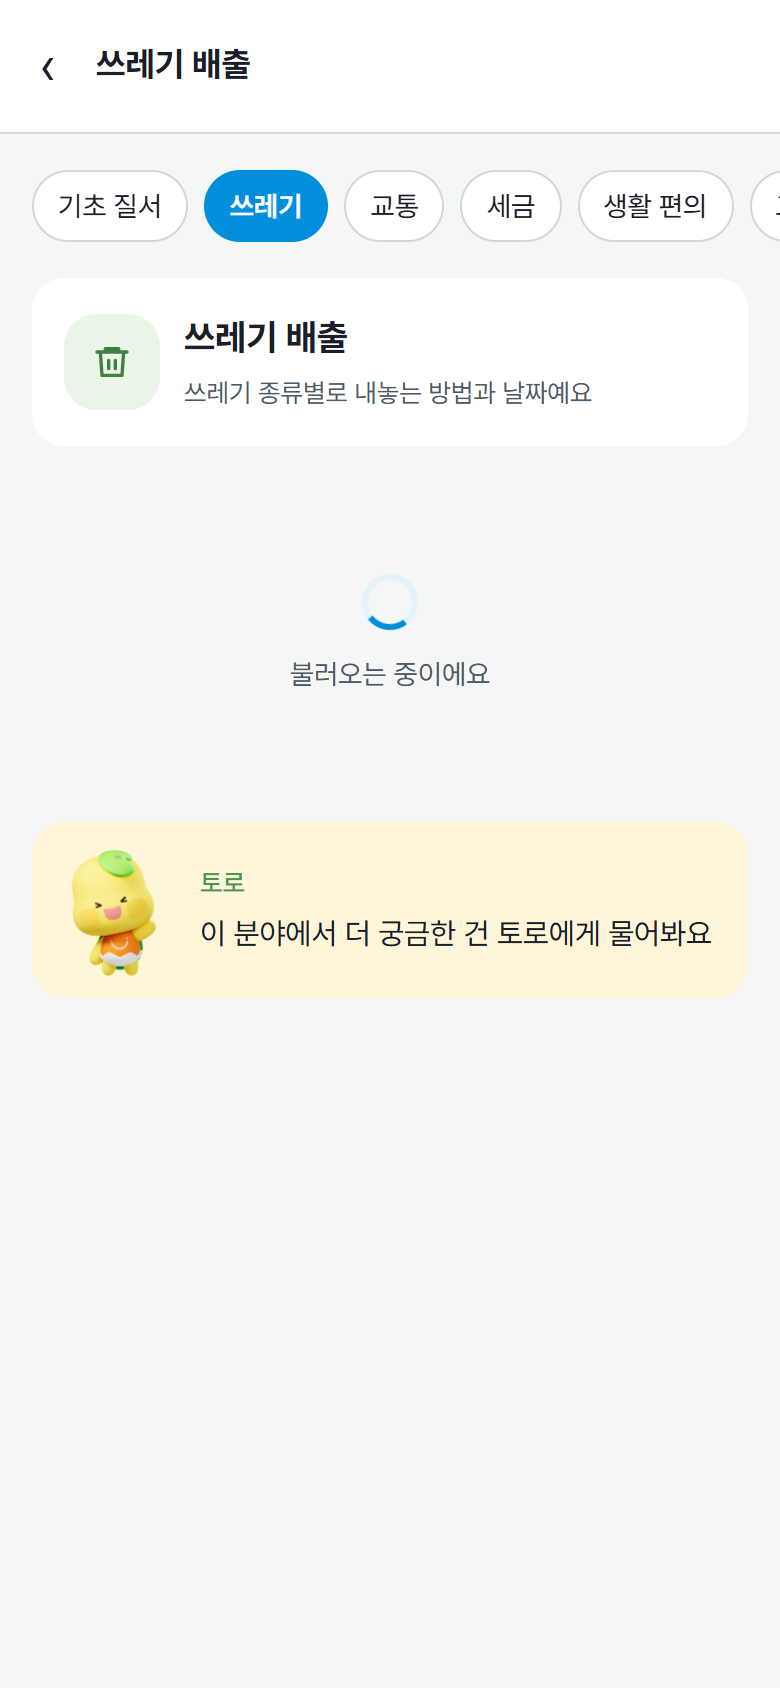 쓰레기 배출
기초 질서
쓰레기
교통
세금
생활 편의
쓰레기 배출
쓰레기 종류별로 내놓는 방법과 날짜예요
불러오는 중이에요
토로
이 분야에서 더 궁금한 건 토로에게 물어봐요